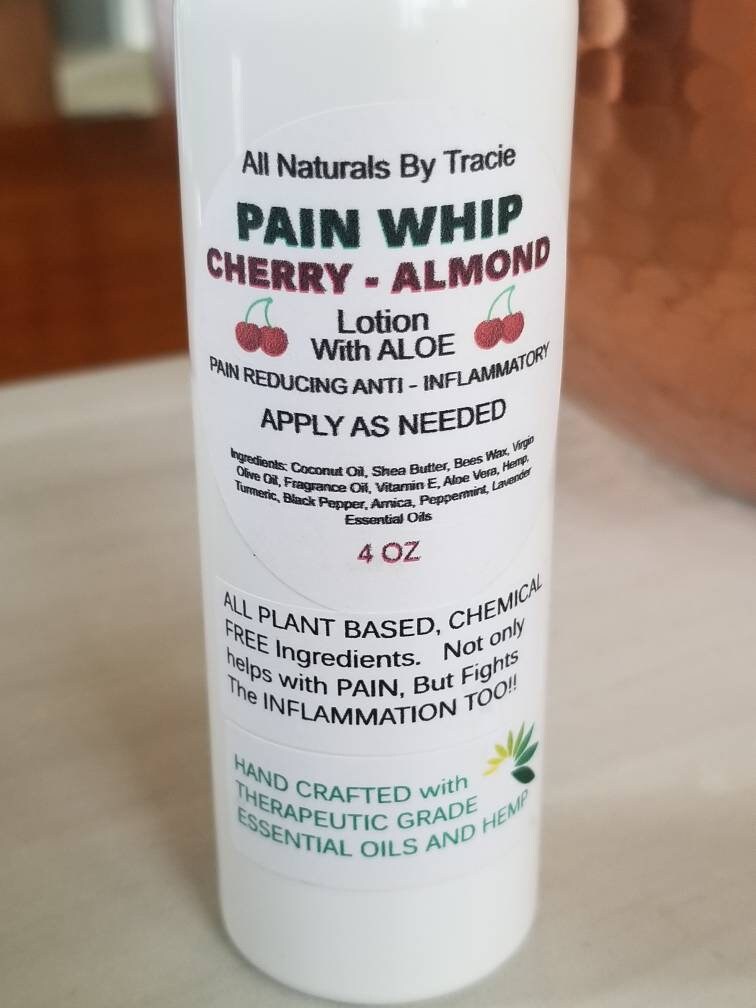 All Naturals By Tracie
PAIN WHIP
CHERRY - ALMOND
Lotion
With ALOE
PAIN REDUCING ANTI - INFLAMMATORY
APPLY AS NEEDED
Ingredients: Coconut Oil, Shea Butter, Bees Wax, Virgin
Olive Oil, Fragrance Oil, Vitamin E, Aloe Vera, Hemp,
Turmeric, Black Pepper, Arnica, Peppermint, Lavender
Essential Oils
4 OZ
ALL PLANT BASED, CHEMICAL
FREE Ingredients. Not only
helps with PAIN, But Fights
The INFLAMMATION TOO!!
HAND CRAFTED with
THERAPEUTIC GRADE
ESSENTIAL OILS AND HEMP